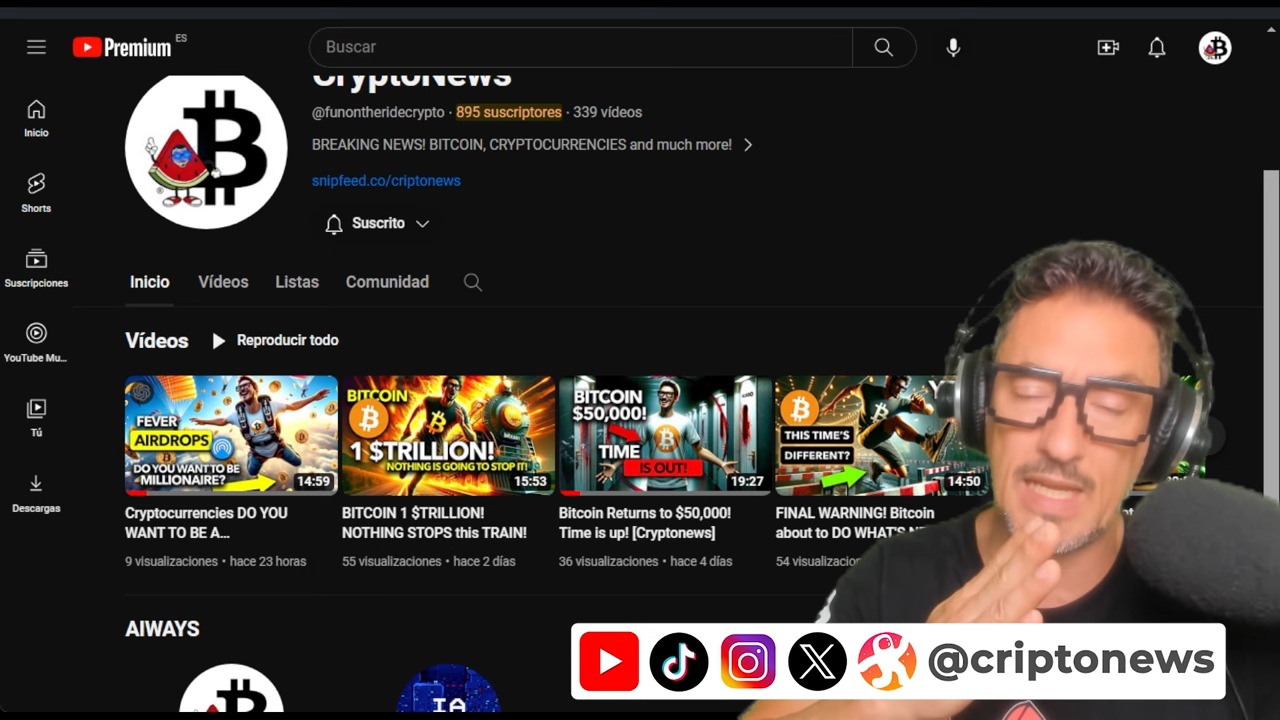 Premium ES
Buscar
CryptoNews
@funontheridecrypto · 895 suscriptores · 339 vídeos
BREAKING NEWS! BITCOIN, CRYPTOCURRENCIES and much more!
snipfeed.co/criptonews
Suscrito
Inicio
Shorts
Suscripciones
YouTube Mu...
Tú
Descargas
Inicio Vídeos Listas Comunidad
Vídeos Reproducir todo
FEVER
AIRDROPS
DO YOU WANT TO BE
MILLIONAIRE?
14:59
BITCOIN
1 $TRILLION!
NOTHING IS GOING TO STOP IT!
15:53
BITCOIN
$50,000!
TIME
IS OUT!
19:27
THIS TIME'S
DIFFERENT?
14:50
Cryptocurrencies DO YOU
WANT TO BE A...
9 visualizaciones · hace 23 horas
BITCOIN 1 $TRILLION!
NOTHING STOPS this TRAIN!
55 visualizaciones · hace 2 días
Bitcoin Returns to $50,000!
Time is up! [Cryptonews]
36 visualizaciones · hace 4 días
FINAL WARNING! Bitcoin
about to DO WHAT'S
54 visualizaciones
AIWAYS
IA
@criptonews